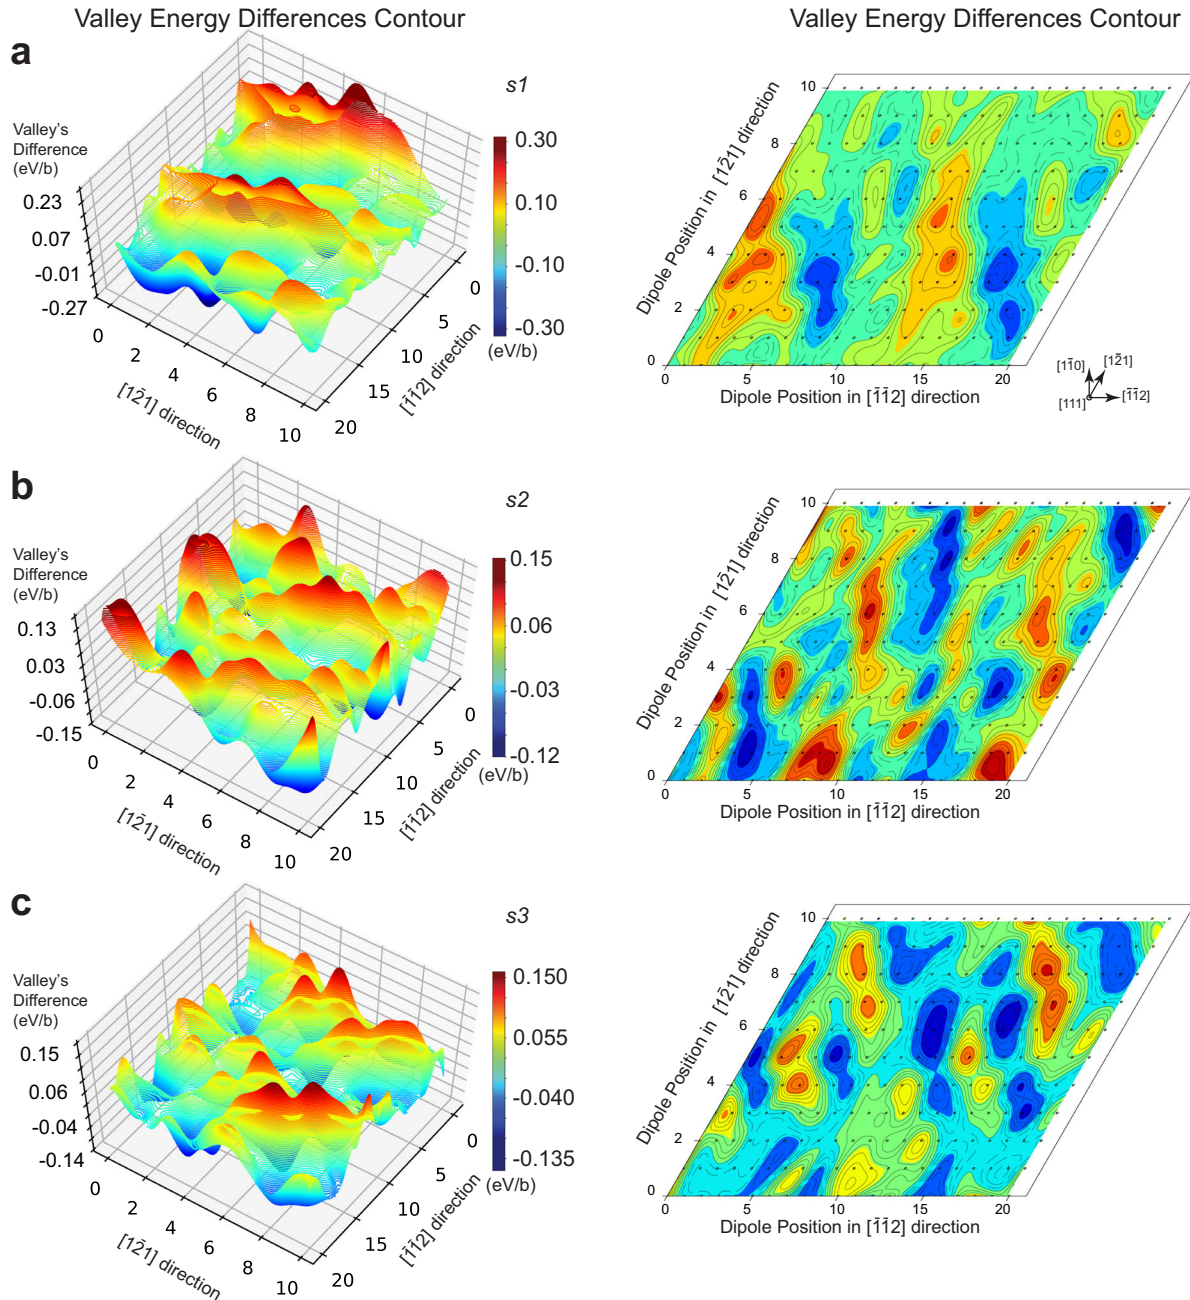 Valley Energy Differences Contour
Valley Energy Differences Contour
a
s1
Valley's
Difference
(eV/b)
0.23
0.07
-0.01
-0.27
0
2
4
6
8
10
[1̄2̄1] direction
0
5
10
15
20
[1̄1̄2] direction
0.30
0.10
-0.10
-0.30
(eV/b)
10
8
6
4
2
0
Dipole Position in [12̄1] direction
0
5
10
15
20
Dipole Position in [1̄1̄2] direction
[11̄0]
[12̄1]
[111]
[1̄1̄2]
b
s2
Valley's
Difference
(eV/b)
0.13
0.03
-0.06
-0.15
0
2
4
6
8
10
[12̄1] direction
0
5
10
15
20
[1̄1̄2] direction
0.15
0.06
-0.03
-0.12
(eV/b)
10
8
6
4
2
0
Dipole Position in [12̄1] direction
0
5
10
15
20
Dipole Position in [1̄1̄2] direction
c
s3
Valley's
Difference
(eV/b)
0.15
0.06
-0.04
-0.14
0
2
4
6
8
10
[12̄1] direction
0
5
10
15
20
[1̄1̄2] direction
0.150
0.055
-0.040
-0.135
(eV/b)
10
8
6
4
2
0
Dipole Position in [12̄1] direction
0
5
10
15
20
Dipole Position in [1̄1̄2] direction